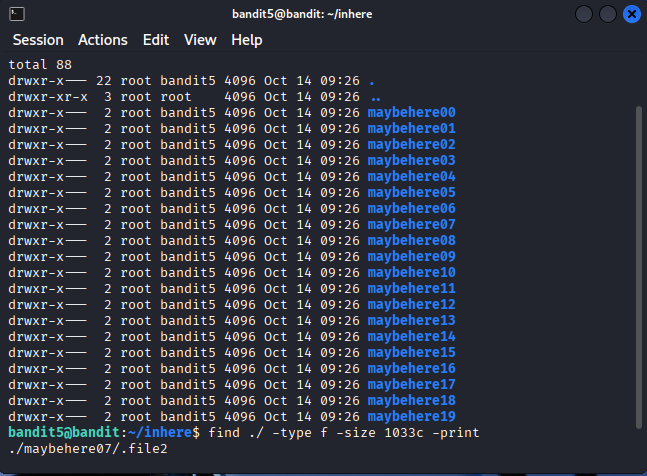 bandit5@bandit: ~/inhere
Session Actions Edit View Help
total 88
drwxr-x--- 22 root bandit5 4096 Oct 14 09:26 .
drwxr-xr-x  3 root root    4096 Oct 14 09:26 ..
drwxr-x---  2 root bandit5 4096 Oct 14 09:26 maybehere00
drwxr-x---  2 root bandit5 4096 Oct 14 09:26 maybehere01
drwxr-x---  2 root bandit5 4096 Oct 14 09:26 maybehere02
drwxr-x---  2 root bandit5 4096 Oct 14 09:26 maybehere03
drwxr-x---  2 root bandit5 4096 Oct 14 09:26 maybehere04
drwxr-x---  2 root bandit5 4096 Oct 14 09:26 maybehere05
drwxr-x---  2 root bandit5 4096 Oct 14 09:26 maybehere06
drwxr-x---  2 root bandit5 4096 Oct 14 09:26 maybehere07
drwxr-x---  2 root bandit5 4096 Oct 14 09:26 maybehere08
drwxr-x---  2 root bandit5 4096 Oct 14 09:26 maybehere09
drwxr-x---  2 root bandit5 4096 Oct 14 09:26 maybehere10
drwxr-x---  2 root bandit5 4096 Oct 14 09:26 maybehere11
drwxr-x---  2 root bandit5 4096 Oct 14 09:26 maybehere12
drwxr-x---  2 root bandit5 4096 Oct 14 09:26 maybehere13
drwxr-x---  2 root bandit5 4096 Oct 14 09:26 maybehere14
drwxr-x---  2 root bandit5 4096 Oct 14 09:26 maybehere15
drwxr-x---  2 root bandit5 4096 Oct 14 09:26 maybehere16
drwxr-x---  2 root bandit5 4096 Oct 14 09:26 maybehere17
drwxr-x---  2 root bandit5 4096 Oct 14 09:26 maybehere18
drwxr-x---  2 root bandit5 4096 Oct 14 09:26 maybehere19
bandit5@bandit:~/inhere$ find ./ -type f -size 1033c -print
./maybehere07/.file2